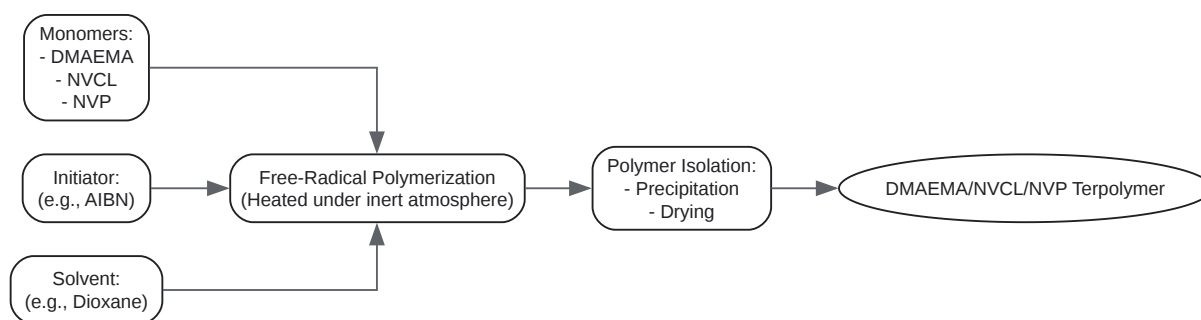 Monomers:
- DMAEMA
- NVCL
- NVP
Initiator:
(e.g., AIBN)
Solvent:
(e.g., Dioxane)
Free-Radical Polymerization
(Heated under inert atmosphere)
Polymer Isolation:
- Precipitation
- Drying
DMAEMA/NVCL/NVP Terpolymer